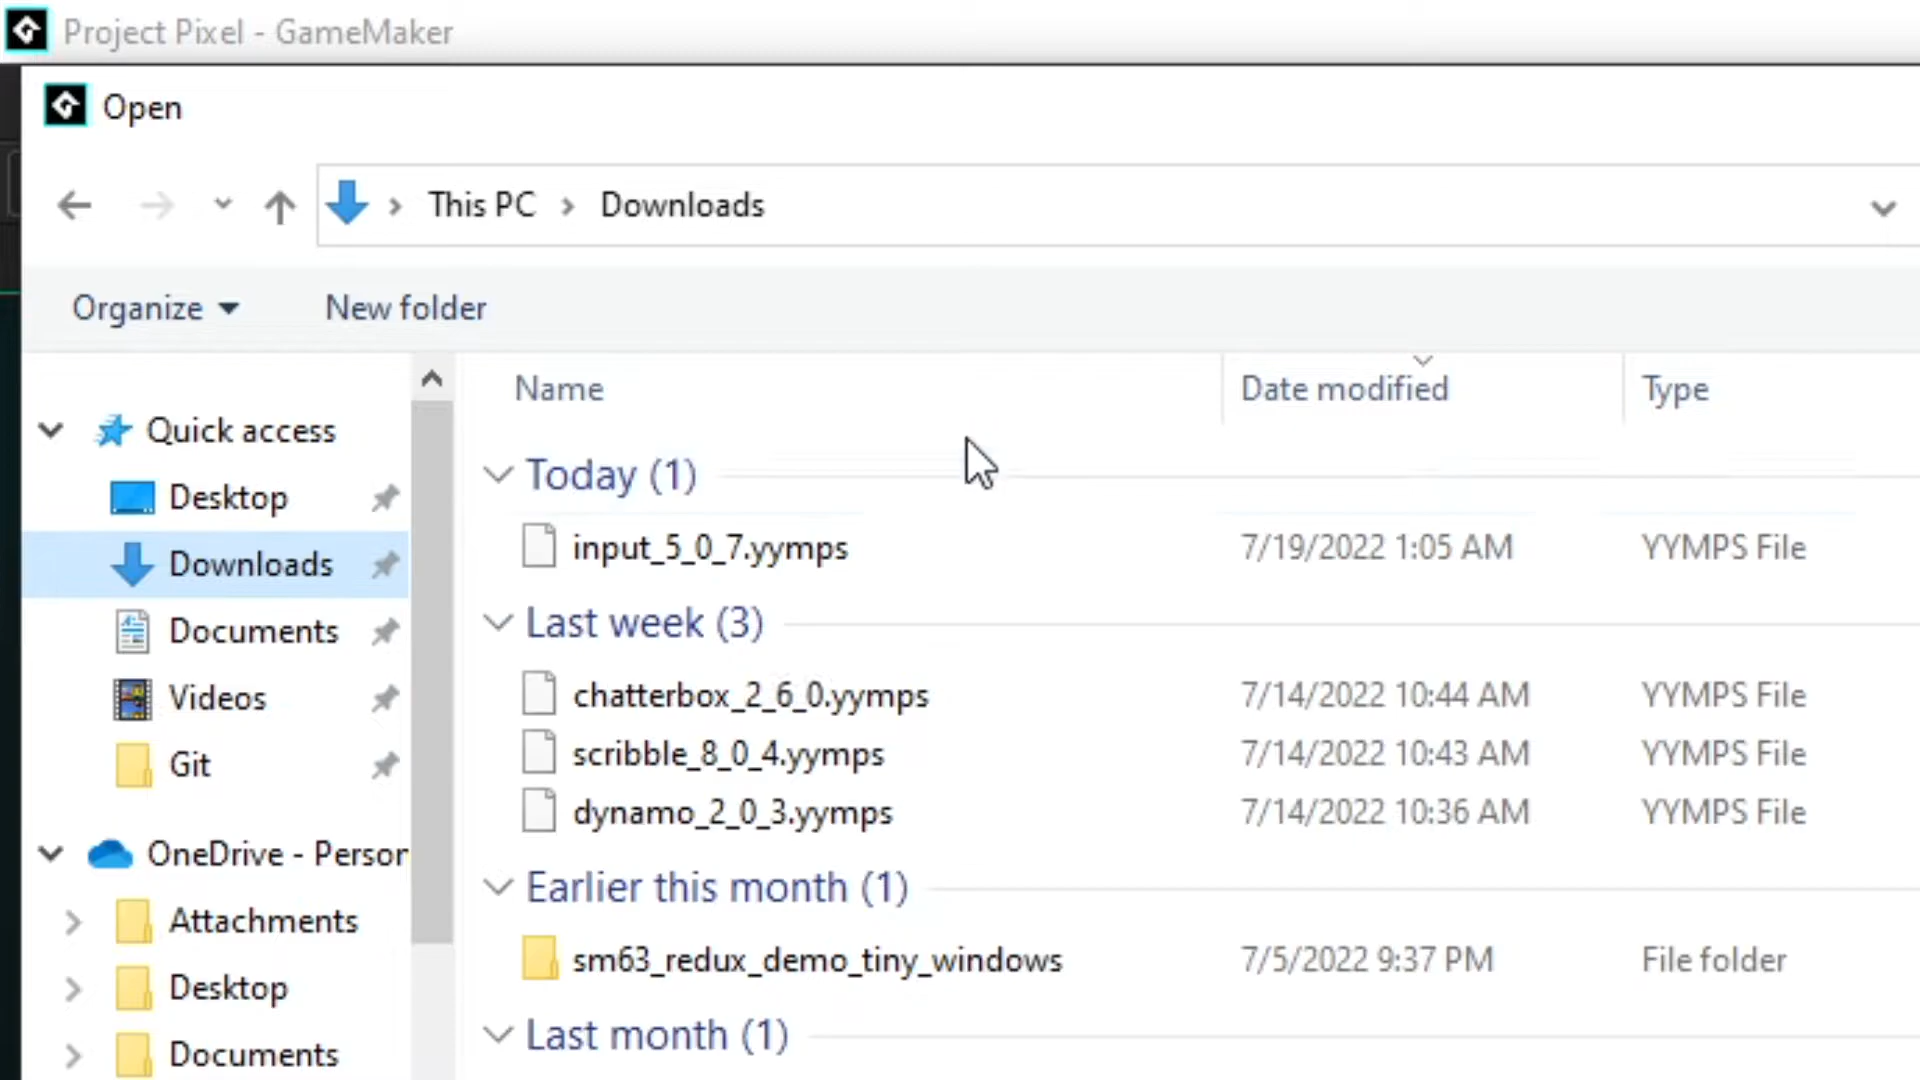 Project Pixel - GameMaker
Open
This PC
Downloads
Organize
New folder
Name
Date modified
Type
Quick access
Desktop
Downloads
Documents
Videos
Git
OneDrive - Person
Attachments
Desktop
Documents
Today (1)
input_5_0_7.yymps 7/19/2022 1:05 AM YYMPS File
Last week (3)
chatterbox_2_6_0.yymps 7/14/2022 10:44 AM YYMPS File
scribble_8_0_4.yymps 7/14/2022 10:43 AM YYMPS File
dynamo_2_0_3.yymps 7/14/2022 10:36 AM YYMPS File
Earlier this month (1)
sm63_redux_demo_tiny_windows 7/5/2022 9:37 PM File folder
Last month (1)